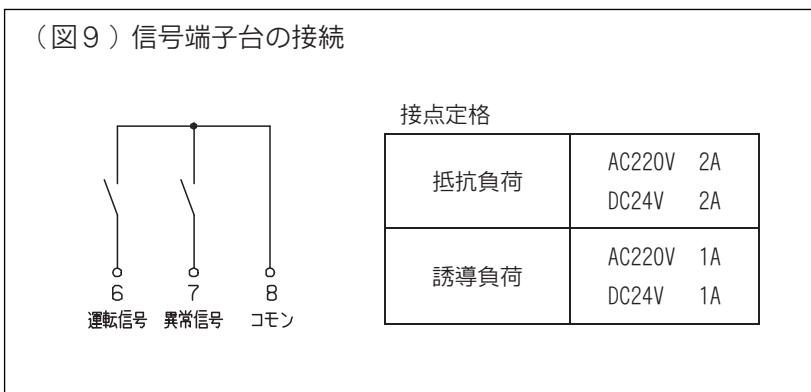 （図９）信号端子台の接続
接点定格
抵抗負荷
AC220V 2A
DC24V 2A
誘導負荷
AC220V 1A
DC24V 1A
6 7 8
運転信号 異常信号 コモン